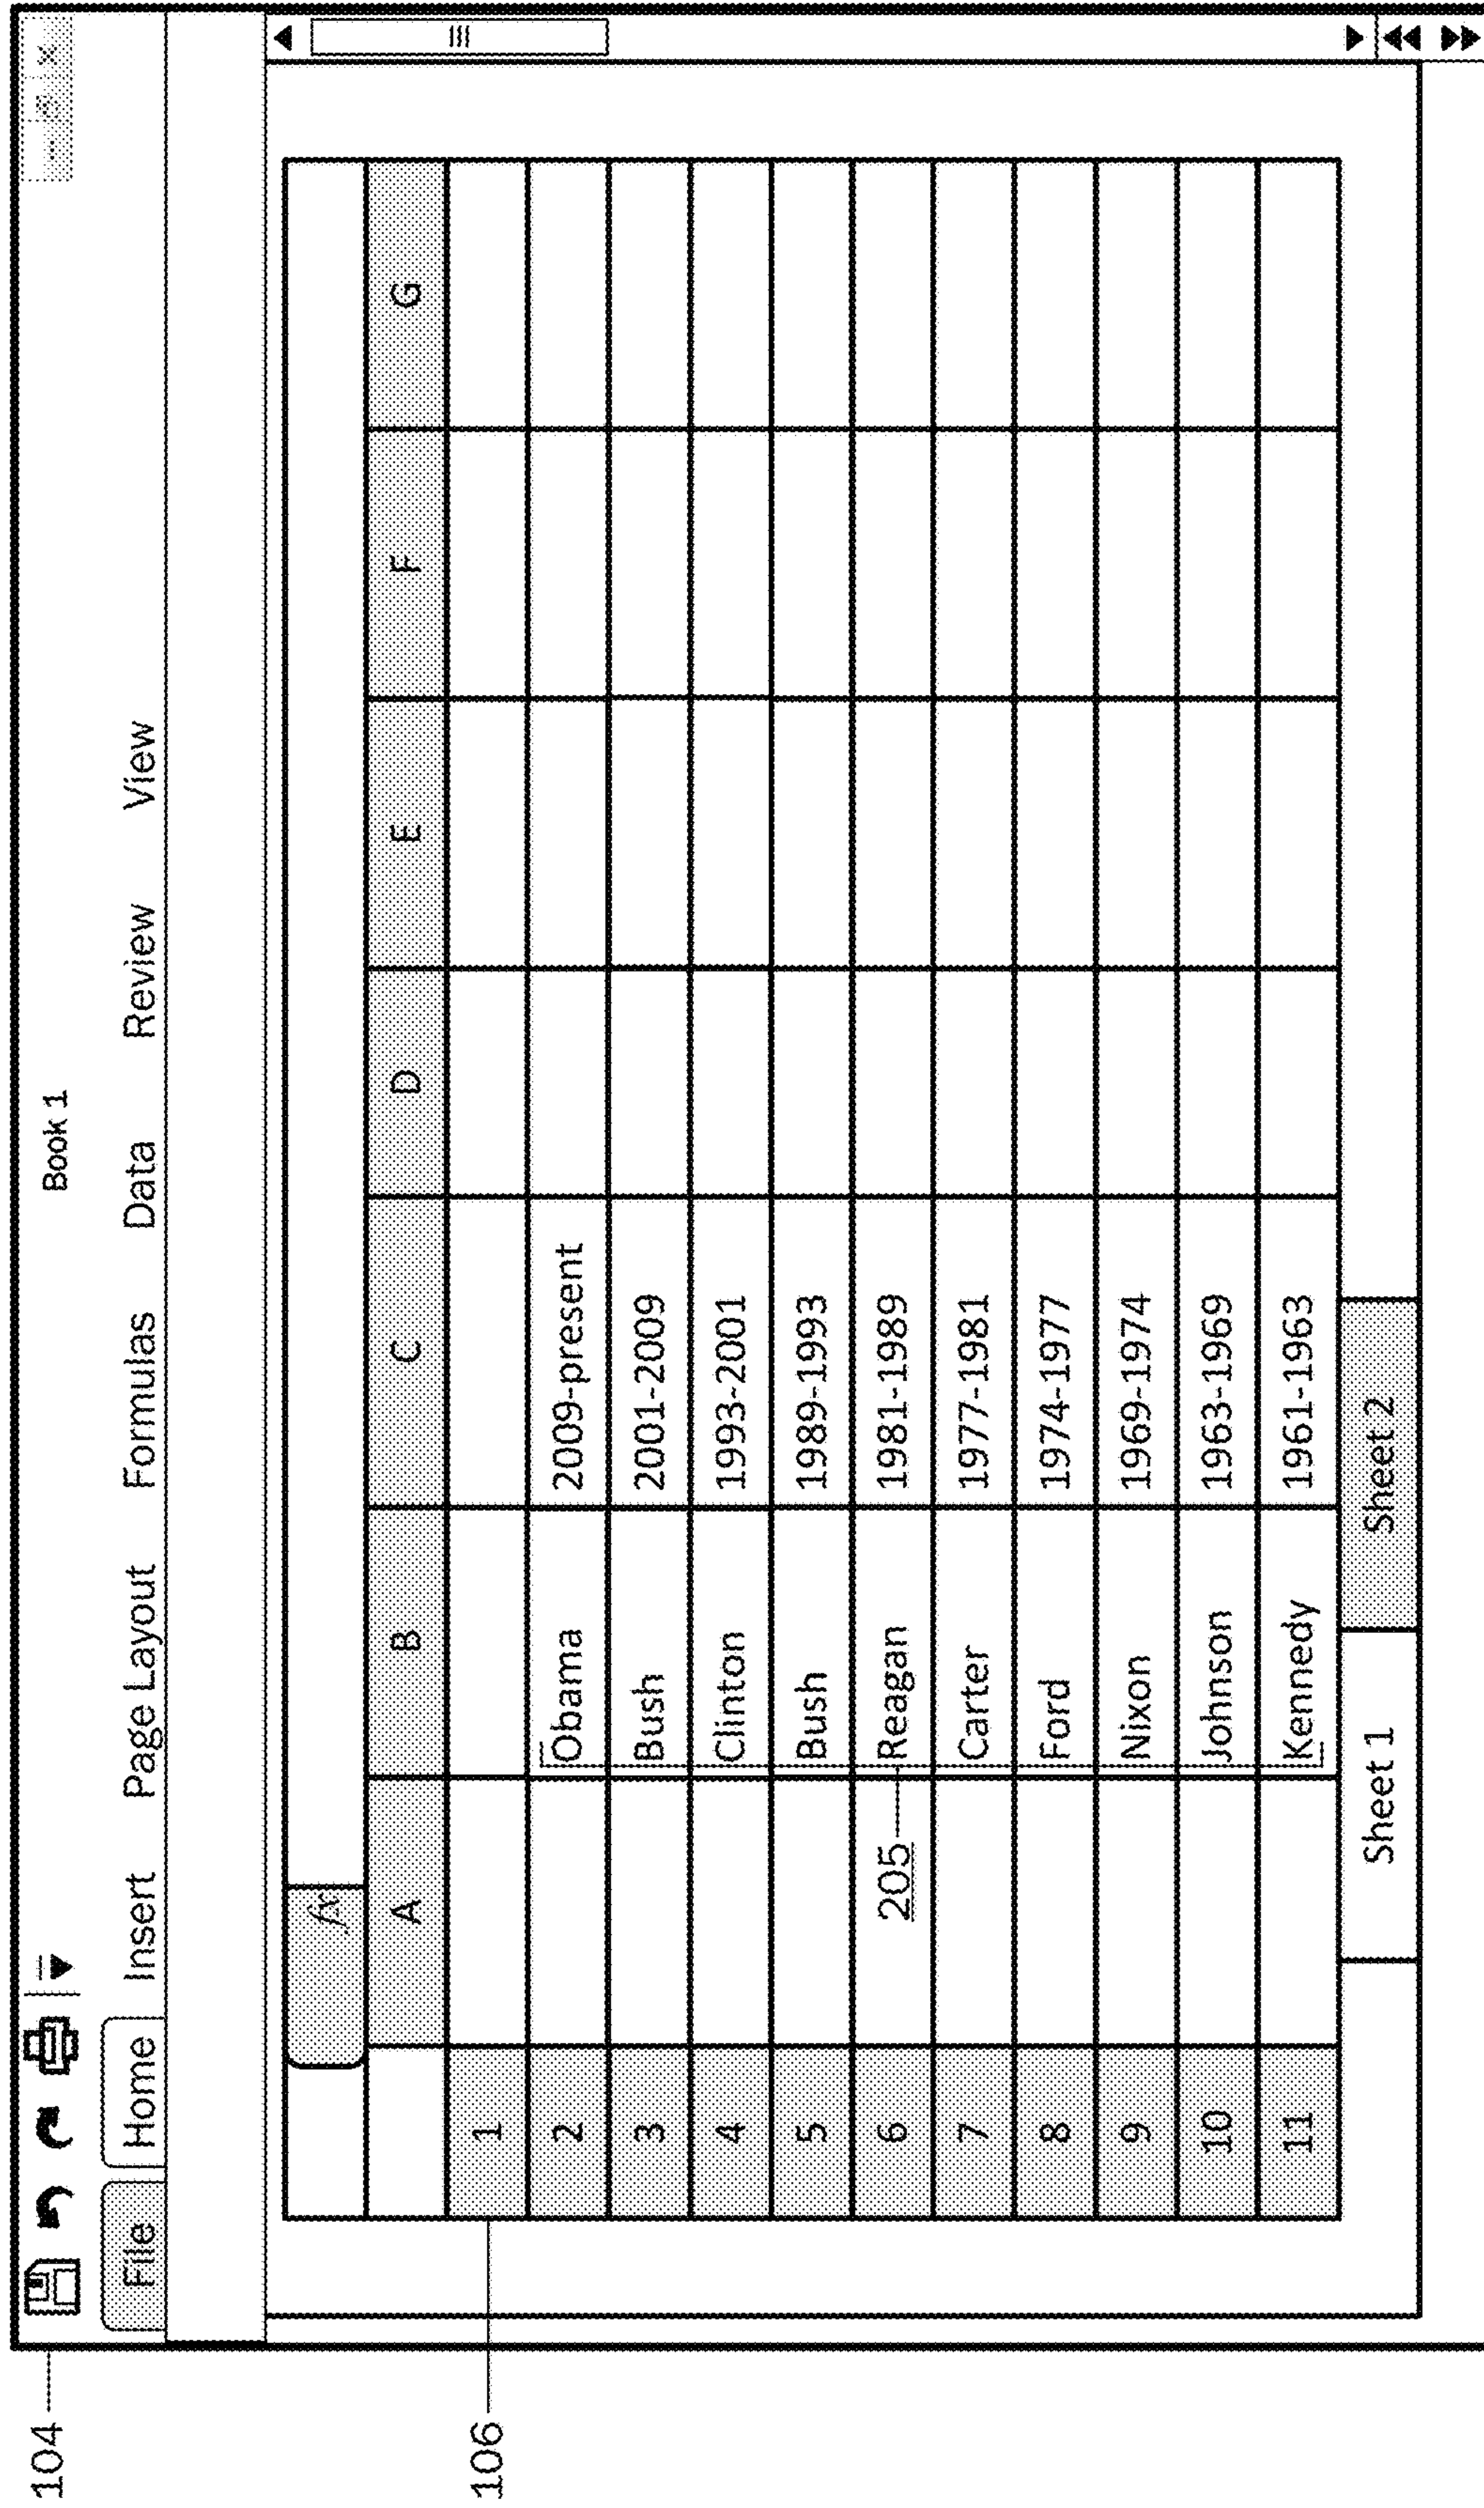 104
Book 1
File Home Insert Page Layout Formulas Data Review View
fx
A B C D E F G
106
1
2 Obama 2009-present
3 Bush 2001-2009
4 Clinton 1993-2001
5 Bush 1989-1993
6 205 Reagan 1981-1989
7 Carter 1977-1981
8 Ford 1974-1977
9 Nixon 1969-1974
10 Johnson 1963-1969
11 Kennedy 1961-1963
Sheet 1 Sheet 2